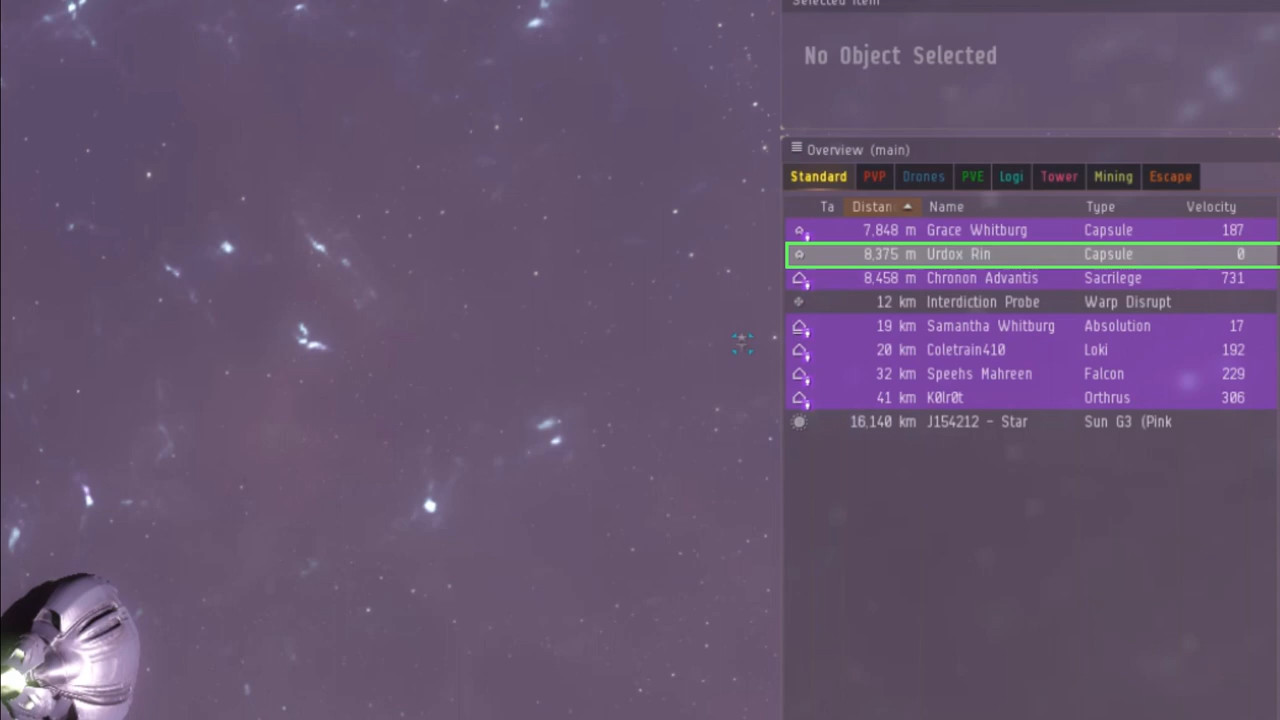 Selected Item
No Object Selected
Overview (main)
Standard PVP Drones PVE Logi Tower Mining Escape
Ta Distan Name Type Velocity
7,848 m Grace Whitburg Capsule 187
8,375 m Urdox Rin Capsule 0
8,458 m Chronon Advantis Sacrilege 731
12 km Interdiction Probe Warp Disrupt
19 km Samantha Whitburg Absolution 17
20 km Coletrain410 Loki 192
32 km Speehs Mahreen Falcon 229
41 km K0lr0t Orthrus 306
16,140 km J154212 - Star Sun G3 (Pink